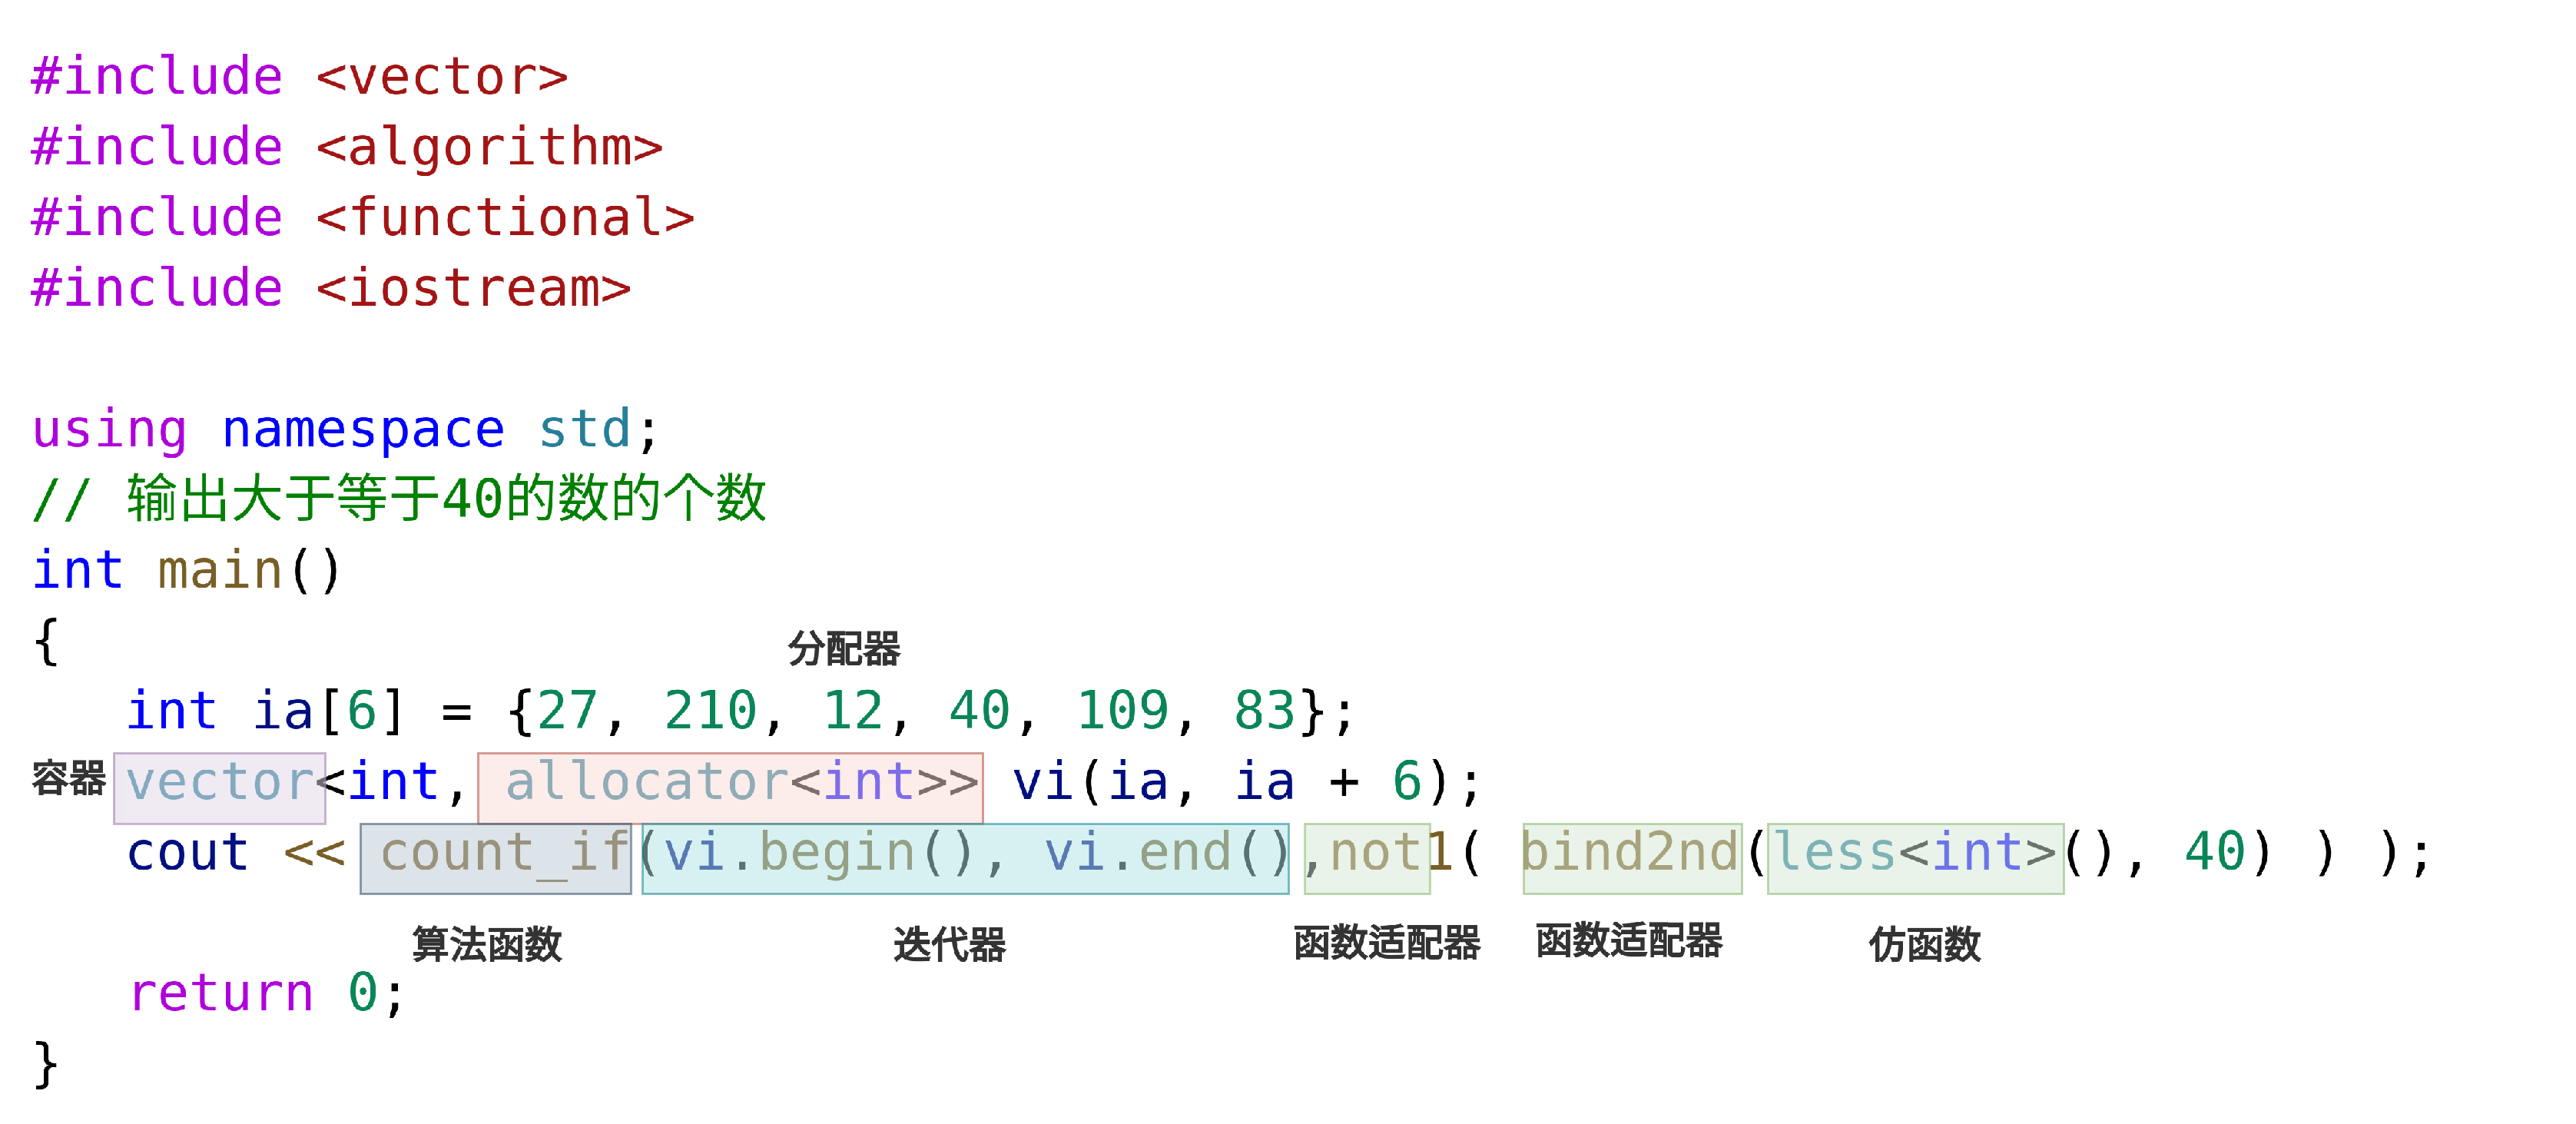 #include <vector>
#include <algorithm>
#include <functional>
#include <iostream>
using namespace std;
// 输出大于等于40的数的个数
int main()
{
分配器
int ia[6] = {27, 210, 12, 40, 109, 83};
容器 vector<int, allocator<int>> vi(ia, ia + 6);
cout << count_if(vi.begin(), vi.end(),not1( bind2nd(less<int>(), 40) ) );
算法函数 迭代器 函数适配器 函数适配器 仿函数
return 0;
}